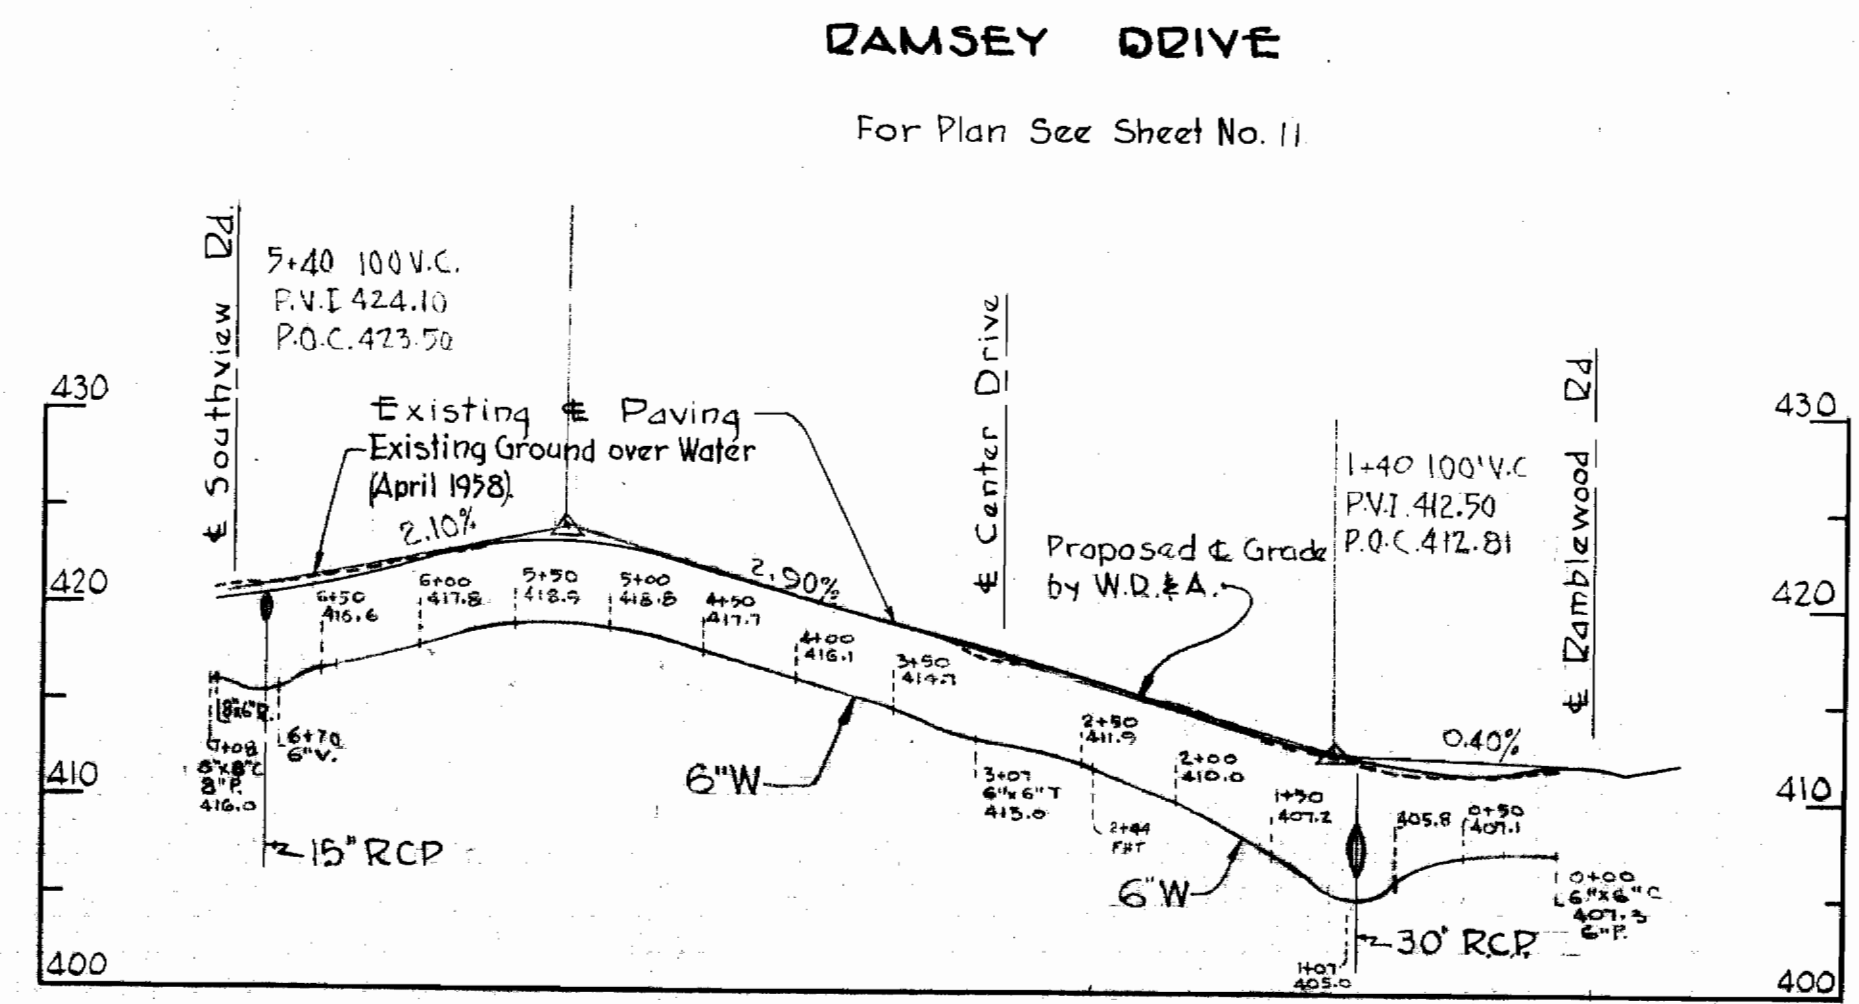 RAMSEY DRIVE
For Plan See Sheet No. 11
℄ Southview Rd.
5+40 100 V.C.
P.V.I 424.10
P.O.C. 423.50
℄ Center Drive
℄ Ramblewood Rd
1+40 100' V.C
P.V.I. 412.50
P.O.C. 412.81
430
430
Existing ℄ Paving
Existing Ground over Water
(April 1958).
2.10%
2.90%
Proposed ℄ Grade
by W.R.&A.
0.40%
420
420
6+50
416.6
6+00
417.8
5+50
418.9
5+00
418.8
4+50
417.7
4+00
416.1
3+50
414.7
3+07
6"x6" T
413.0
2+50
411.9
2+44
FHT
2+00
410.0
1+50
407.2
1+07
405.0
405.8
0+50
407.1
0+00
6"x6" C
407.3
6"P.
8"x6"R.
7+08
8"x8"C
8"P.
416.0
6+70
6"V.
410
410
6"W
6"W
15" RCP
30" R.C.P.
400
400